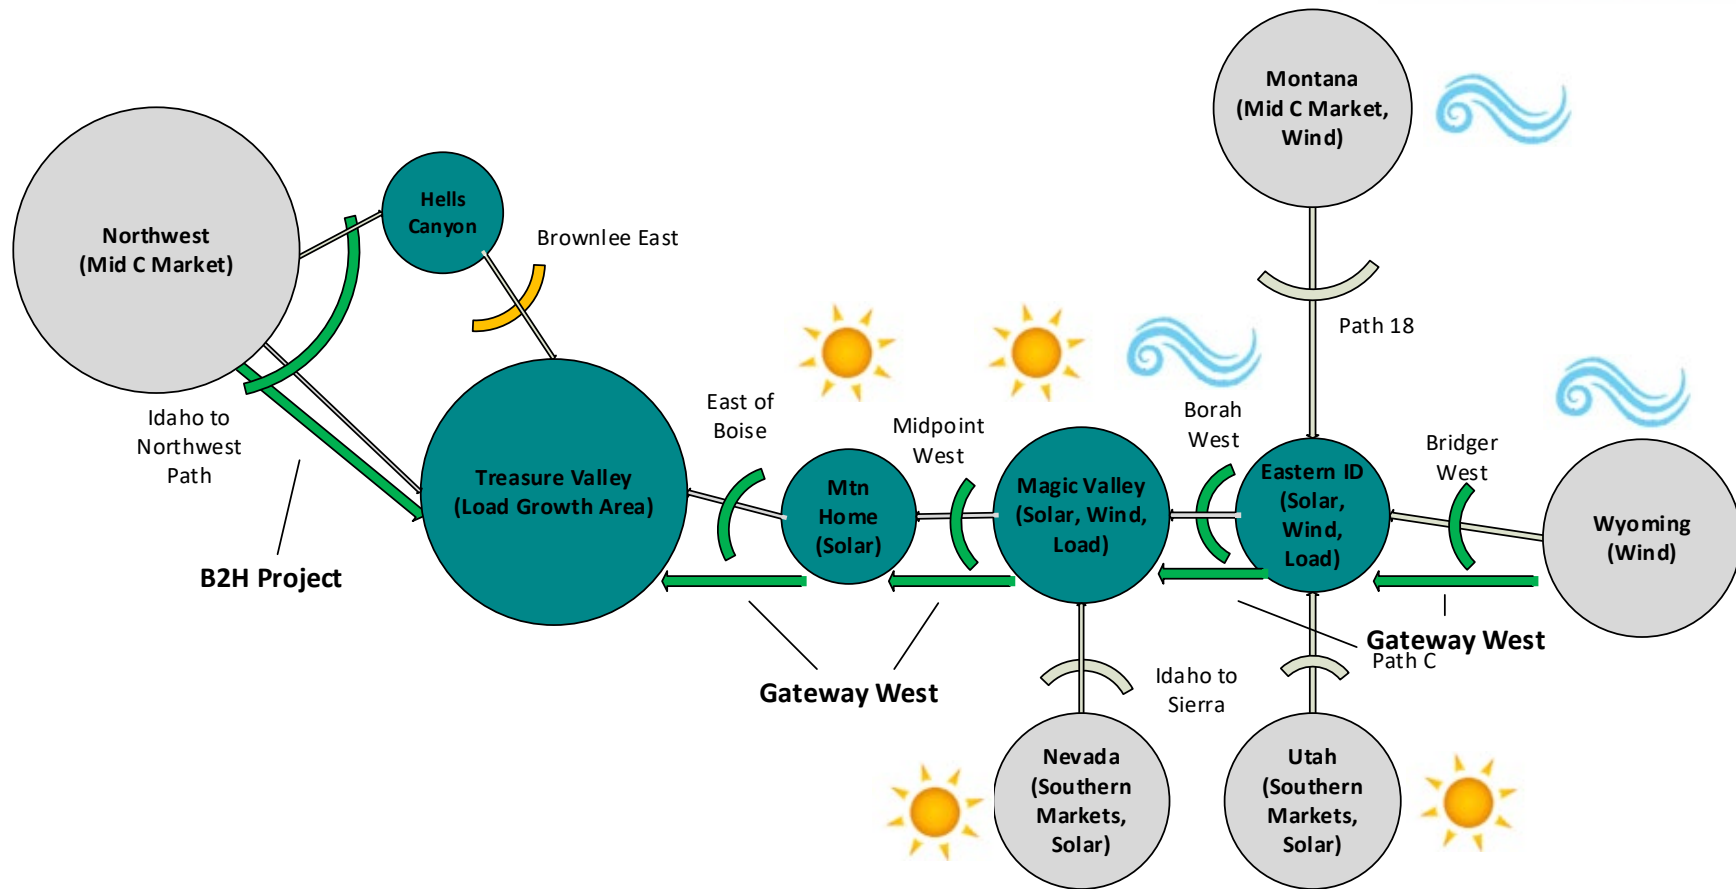 Montana
(Mid C Market,
Wind)
Hells
Canyon
Northwest
(Mid C Market)
Brownlee East
Path 18
Idaho to
Northwest
Path
East of
Boise
Midpoint
West
Borah
West
Bridger
West
Treasure Valley
(Load Growth Area)
Mtn
Home
(Solar)
Magic Valley
(Solar, Wind,
Load)
Eastern ID
(Solar,
Wind,
Load)
Wyoming
(Wind)
B2H Project
Gateway West
Gateway West
Path C
Idaho to
Sierra
Nevada
(Southern
Markets,
Solar)
Utah
(Southern
Markets,
Solar)